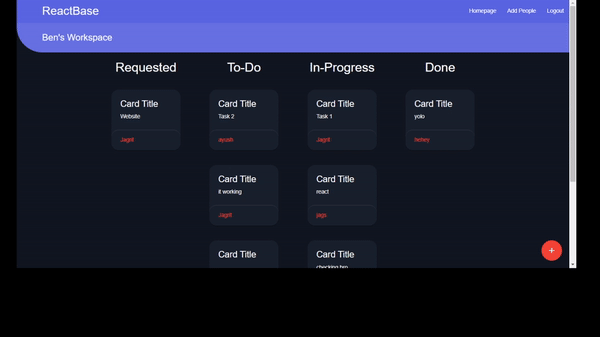 ReactBase
Homepage Add People Logout
Ben's Workspace
Requested To-Do In-Progress Done
Card Title Card Title Card Title Card Title
Website Task 2 Task 1 yolo
Jagrit ayush Jagrit
Card Title Card Title
it working react
Jagrit jags
Card Title Card Title
checking bro
+